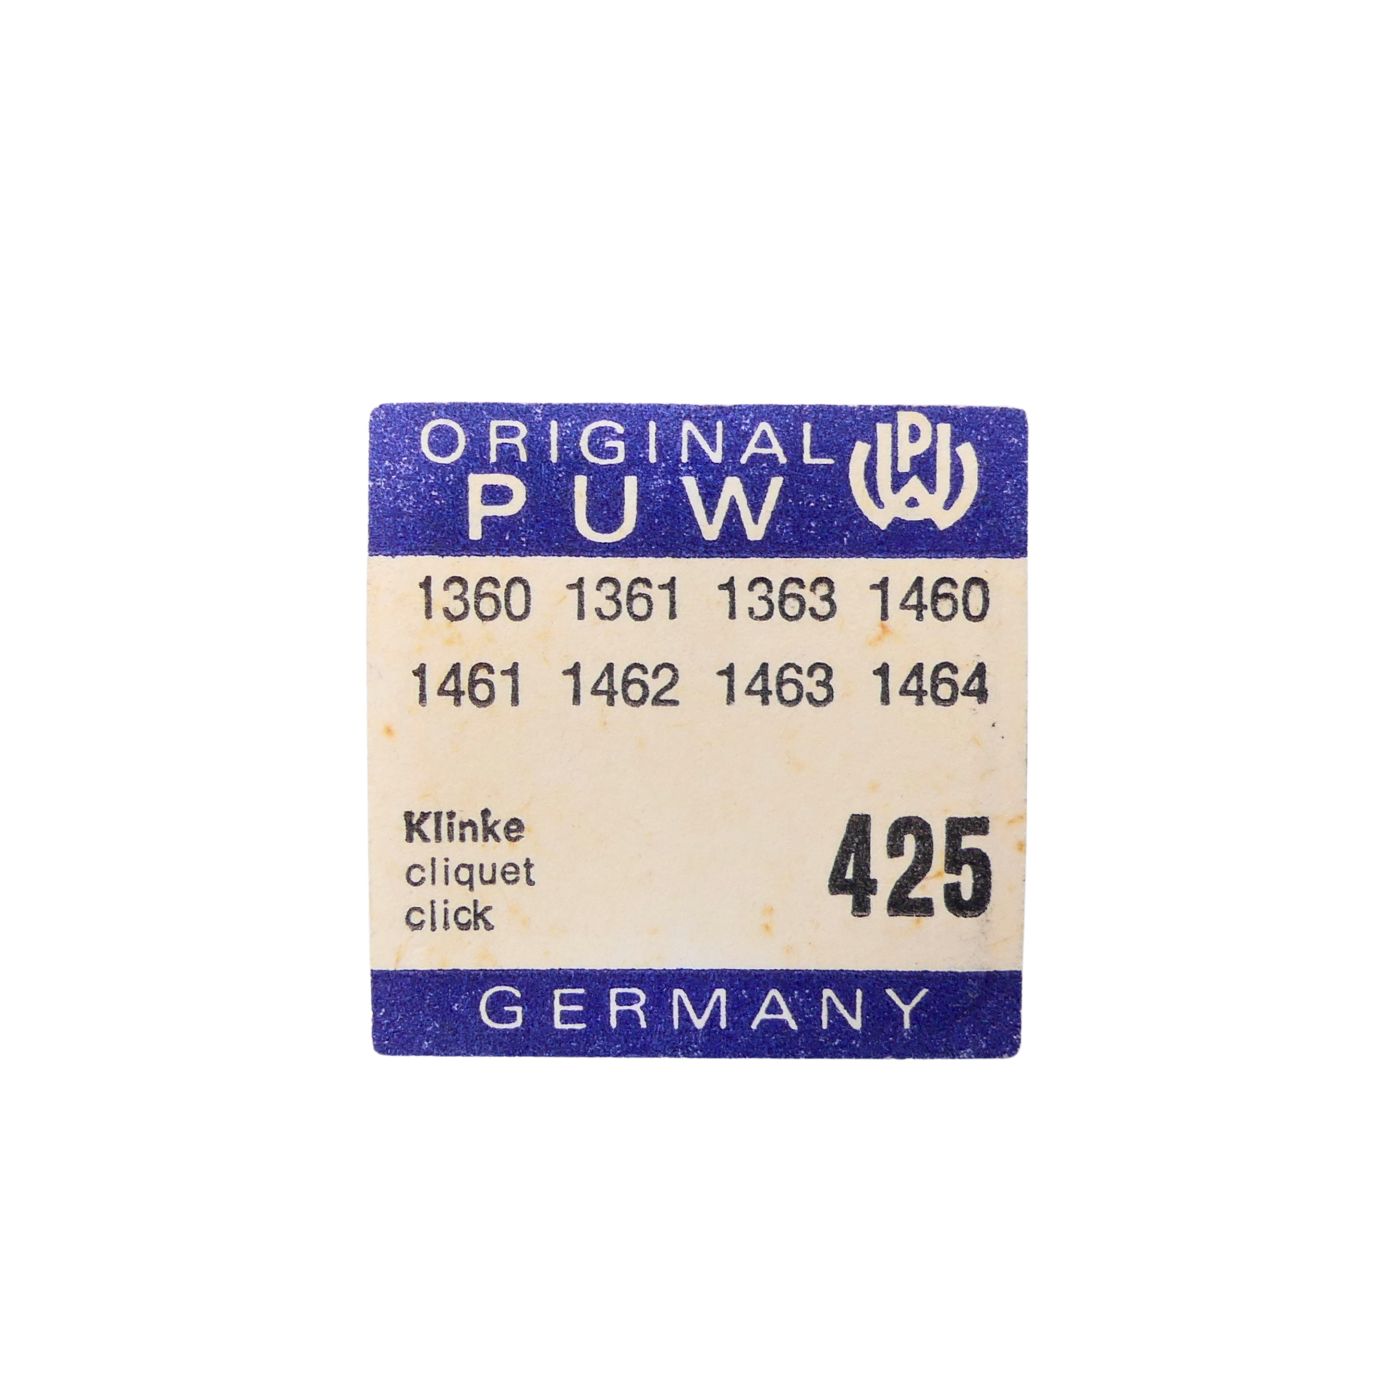 ORIGINAL
PUW
1360 1361 1363 1460
1461 1462 1463 1464
Klinke
cliquet
click
425
GERMANY